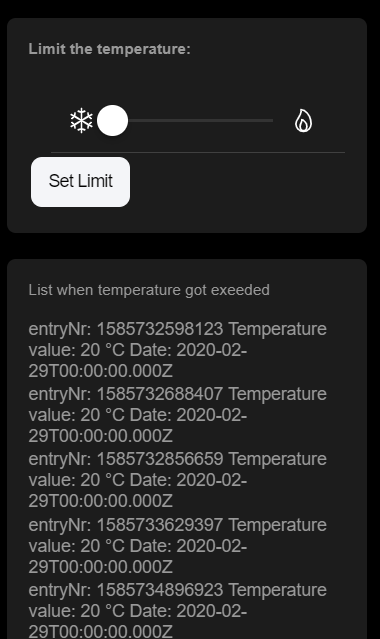 Limit the temperature:
Set Limit
List when temperature got exeeded
entryNr: 1585732598123 Temperature
value: 20 °C Date: 2020-02-
29T00:00:00.000Z
entryNr: 1585732688407 Temperature
value: 20 °C Date: 2020-02-
29T00:00:00.000Z
entryNr: 1585732856659 Temperature
value: 20 °C Date: 2020-02-
29T00:00:00.000Z
entryNr: 1585733629397 Temperature
value: 20 °C Date: 2020-02-
29T00:00:00.000Z
entryNr: 1585734896923 Temperature
value: 20 °C Date: 2020-02-
29T00:00:00.000Z